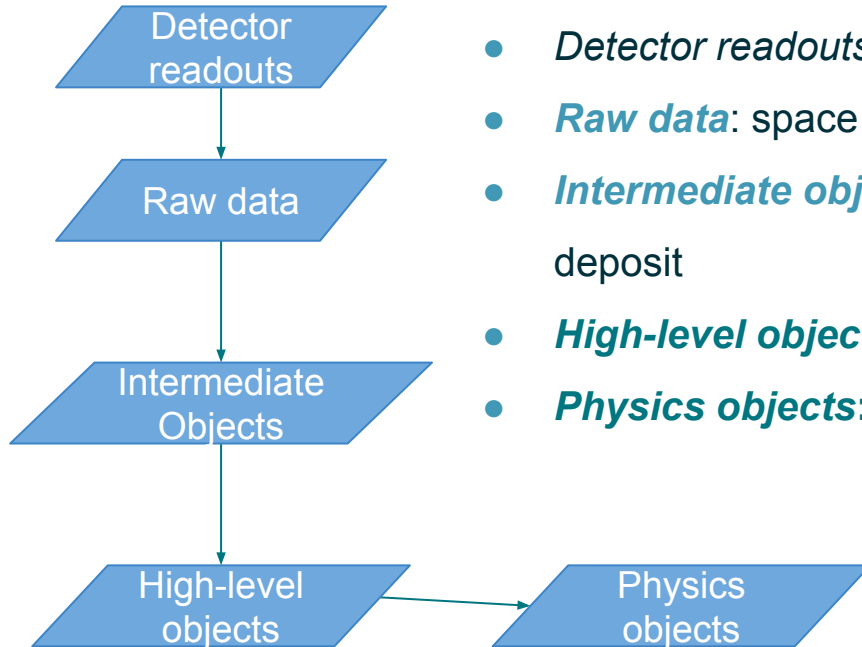 Detector
readouts
Raw data
Intermediate
Objects
High-level
objects
Physics
objects
● Detector readouts
● Raw data: space
● Intermediate obj
deposit
● High-level objec
● Physics objects: